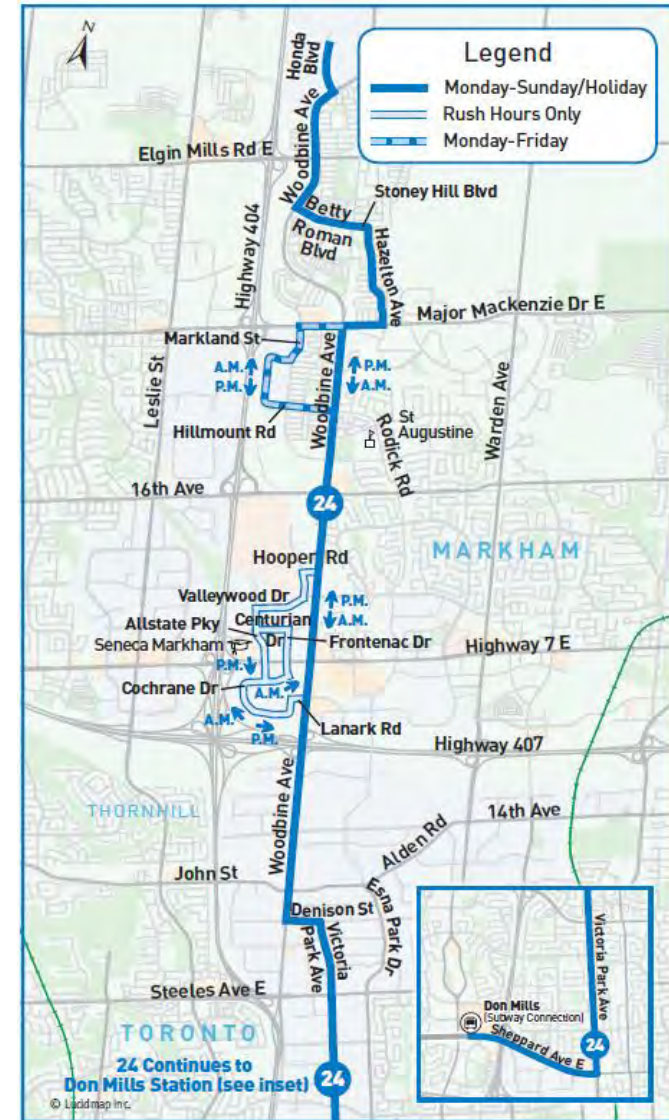 N
Honda
Blvd
Legend
Monday-Sunday/Holiday
Rush Hours Only
Monday-Friday
Woodbine Ave
Elgin Mills Rd E
Stoney Hill Blvd
Betty
Roman
Blvd
Hazelton Ave
Highway 404
Major Mackenzie Dr E
Markland St
A.M.
P.M.
P.M.
A.M.
Leslie St
Woodbine Ave
Warden Ave
Hillmount Rd
St
Augustine
Rodick Rd
16th Ave
24
MARKHAM
Hooper Rd
Valleywood Dr
P.M.
A.M.
Centurian
Dr
Allstate Pky
Frontenac Dr
Seneca Markham
Highway 7 E
P.M.
Cochrane Dr
A.M.
A.M.
P.M.
Lanark Rd
Highway 407
THORNHILL
Woodbine Ave
14th Ave
Alden Rd
John St
Esna Park Dr
Denison St
Victoria
Park Ave
Steeles Ave E
TORONTO
24 Continues to
Don Mills Station (see inset)
24
© Lucidmap Inc.
Victoria Park Ave
Don Mills
(Subway Connection)
Sheppard Ave E
24